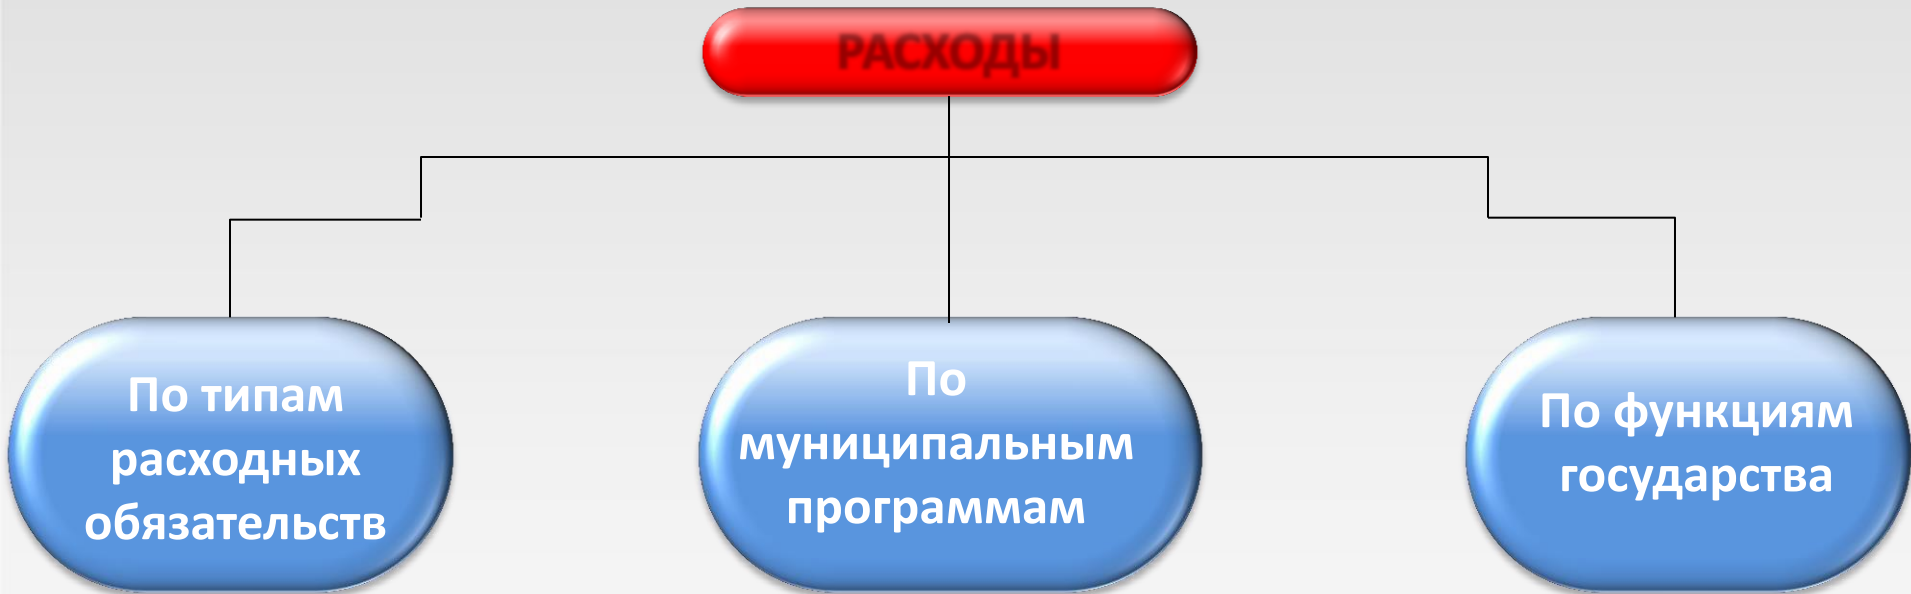 РАСХОДЫ
По типам
расходных
обязательств
По
муниципальным
программам
По функциям
государства